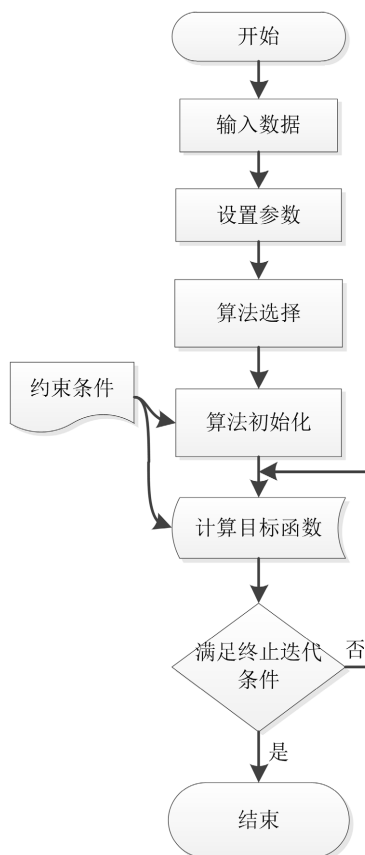 开始
输入数据
设置参数
算法选择
约束条件
算法初始化
计算目标函数
满足终止迭代
条件
否
是
结束